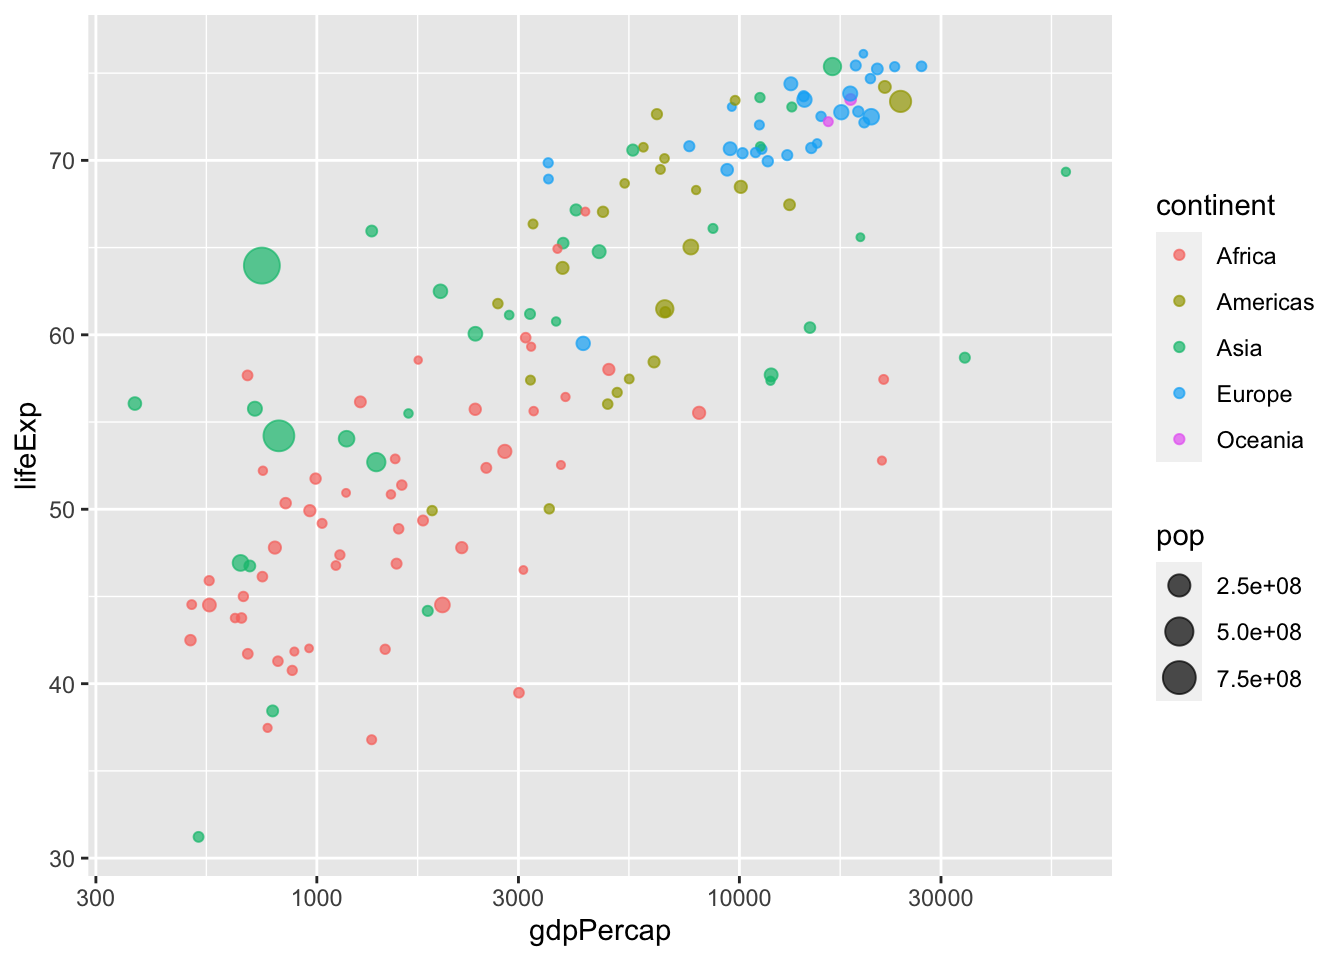 70
60
50
40
30
lifeExp
300
1000
3000
10000
30000
gdpPercap
continent
Africa
Americas
Asia
Europe
Oceania
pop
2.5e+08
5.0e+08
7.5e+08